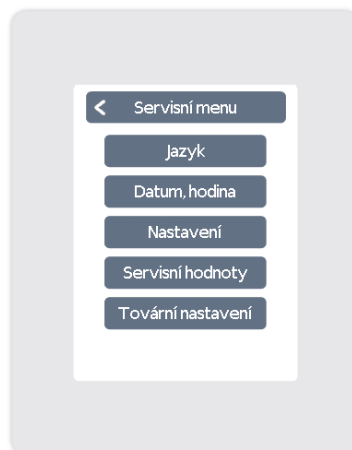 Servisní menu
Jazyk
Datum, hodina
Nastavení
Servisní hodnoty
Tovární nastavení